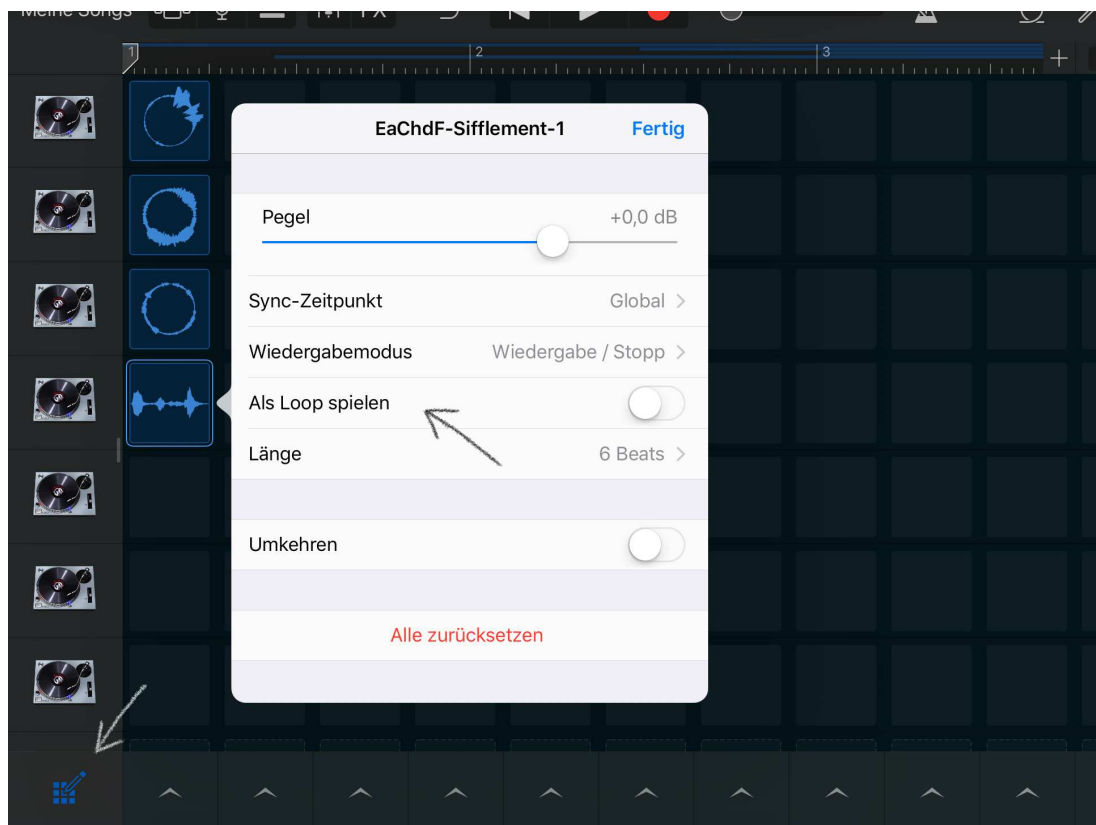 Meine Songs FX
1 2 3
EaChdF-Sifflement-1 Fertig
Pegel +0,0 dB
Sync-Zeitpunkt Global
Wiedergabemodus Wiedergabe / Stopp
Als Loop spielen
Länge 6 Beats
Umkehren
Alle zurücksetzen